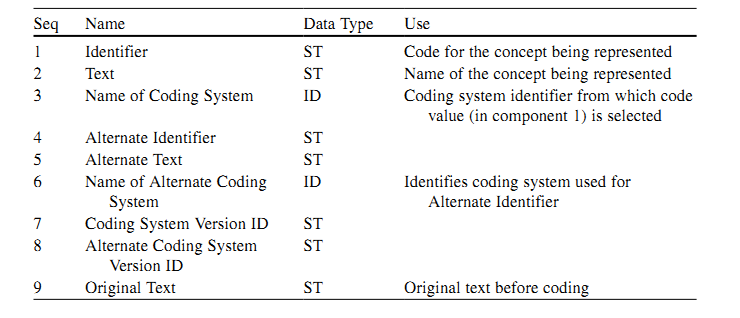 Seq Name Data Type Use
1 Identifier ST Code for the concept being represented
2 Text ST Name of the concept being represented
3 Name of Coding System ID Coding system identifier from which code
value (in component 1) is selected
4 Alternate Identifier ST
5 Alternate Text ST
6 Name of Alternate Coding ID Identifies coding system used for
System Alternate Identifier
7 Coding System Version ID ST
8 Alternate Coding System ST
Version ID
9 Original Text ST Original text before coding